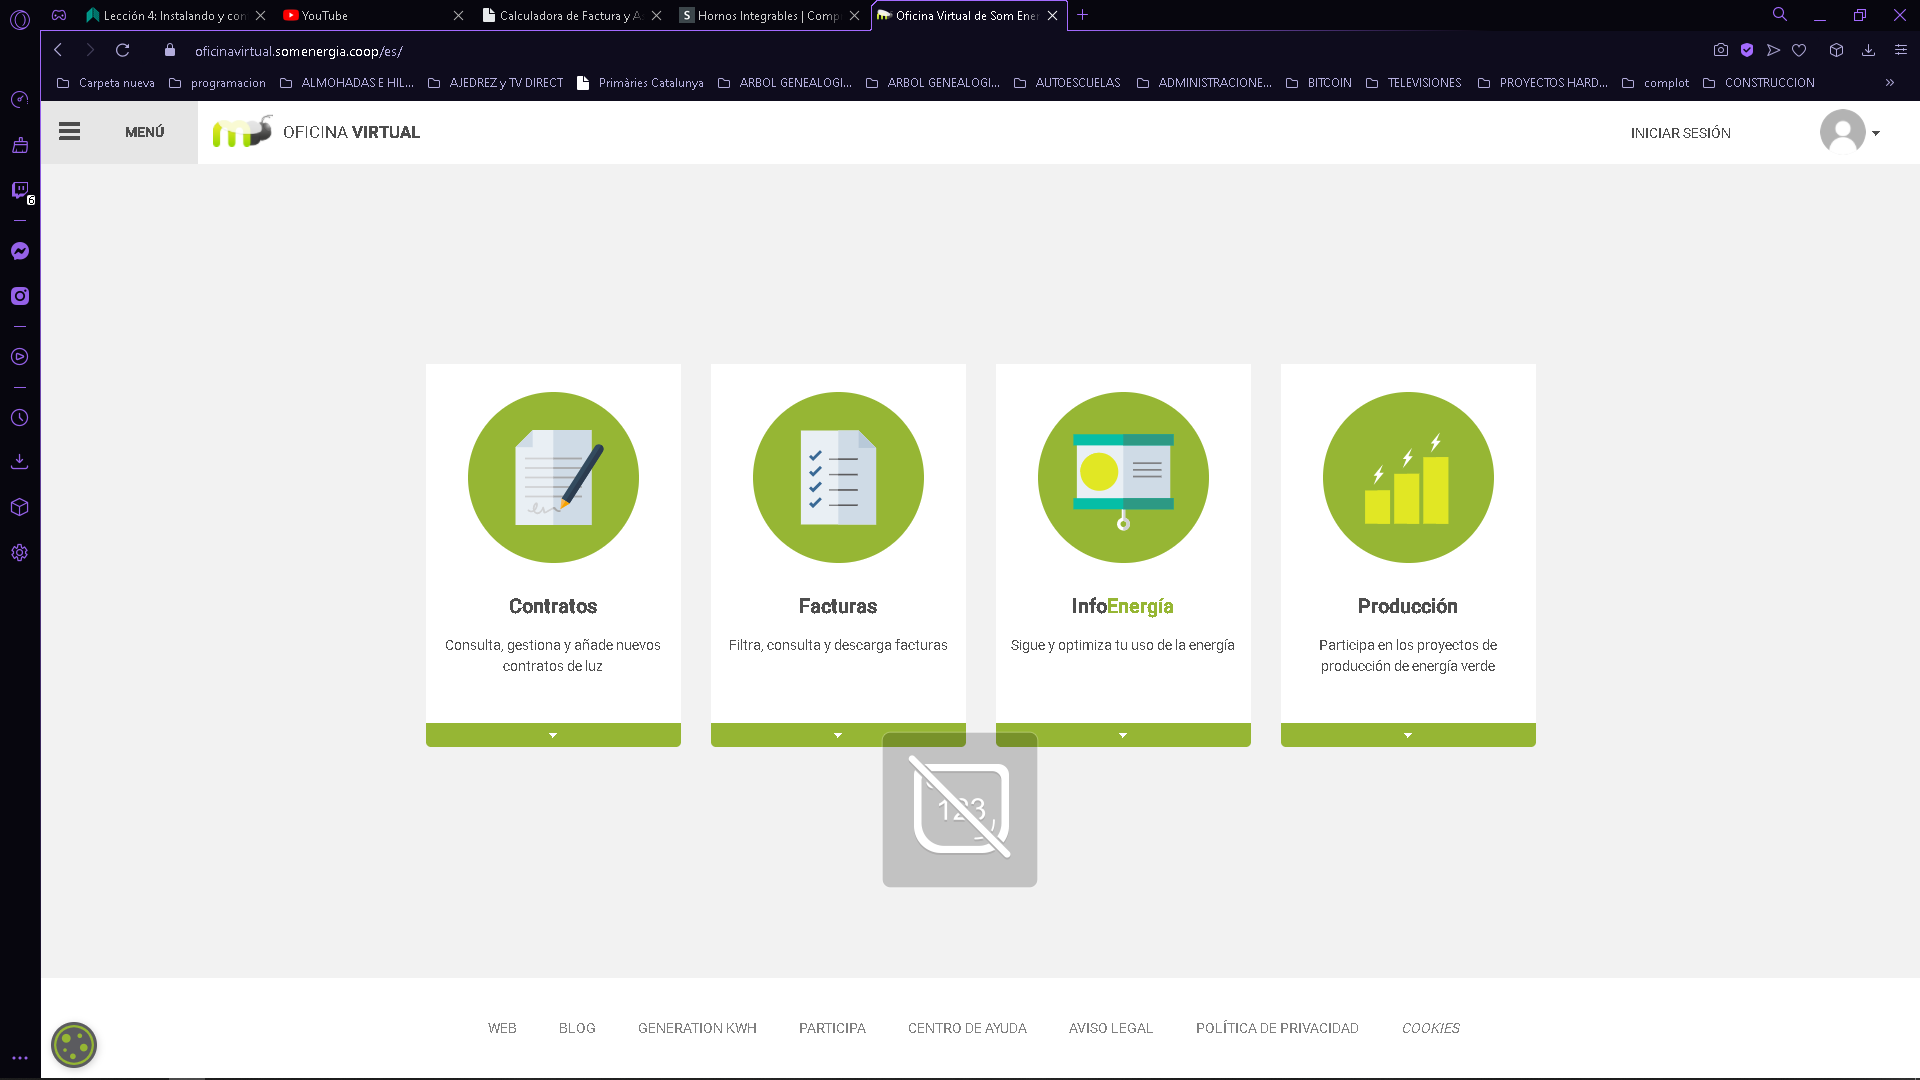 Lección 4: Instalando y con
YouTube
Calculadora de Factura y A
S
Hornos Integrables | Comp
Oficina Virtual de Som Ener
oficinavirtual.somenergia.coop/es/
Carpeta nueva
programacion
ALMOHADAS E HIL...
AJEDREZ y TV DIRECT
Primàries Catalunya
ARBOL GENEALOGI...
ARBOL GENEALOGI...
AUTOESCUELAS
ADMINISTRACIONE...
BITCOIN
TELEVISIONES
PROYECTOS HARD...
complot
CONSTRUCCION
»
6
MENÚ
OFICINA VIRTUAL
INICIAR SESIÓN
Contratos
Consulta, gestiona y añade nuevos
contratos de luz
Facturas
Filtra, consulta y descarga facturas
InfoEnergía
Sigue y optimiza tu uso de la energía
Producción
Participa en los proyectos de
producción de energía verde
123
WEB
BLOG
GENERATION KWH
PARTICIPA
CENTRO DE AYUDA
AVISO LEGAL
POLÍTICA DE PRIVACIDAD
COOKIES